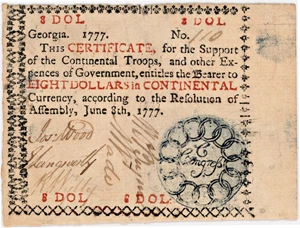 8 DOL 8 DOL
Georgia. 1777. No. 110
THIS CERTIFICATE, for the Support
of the Continental Troops, and other Ex-
pences of Government, entitles the Bearer to
EIGHT DOLLARS in CONTINENTAL
Currency, according to the Resolution of
Assembly, June 8th, 1777.
Congress
8 DOL 8 DOL